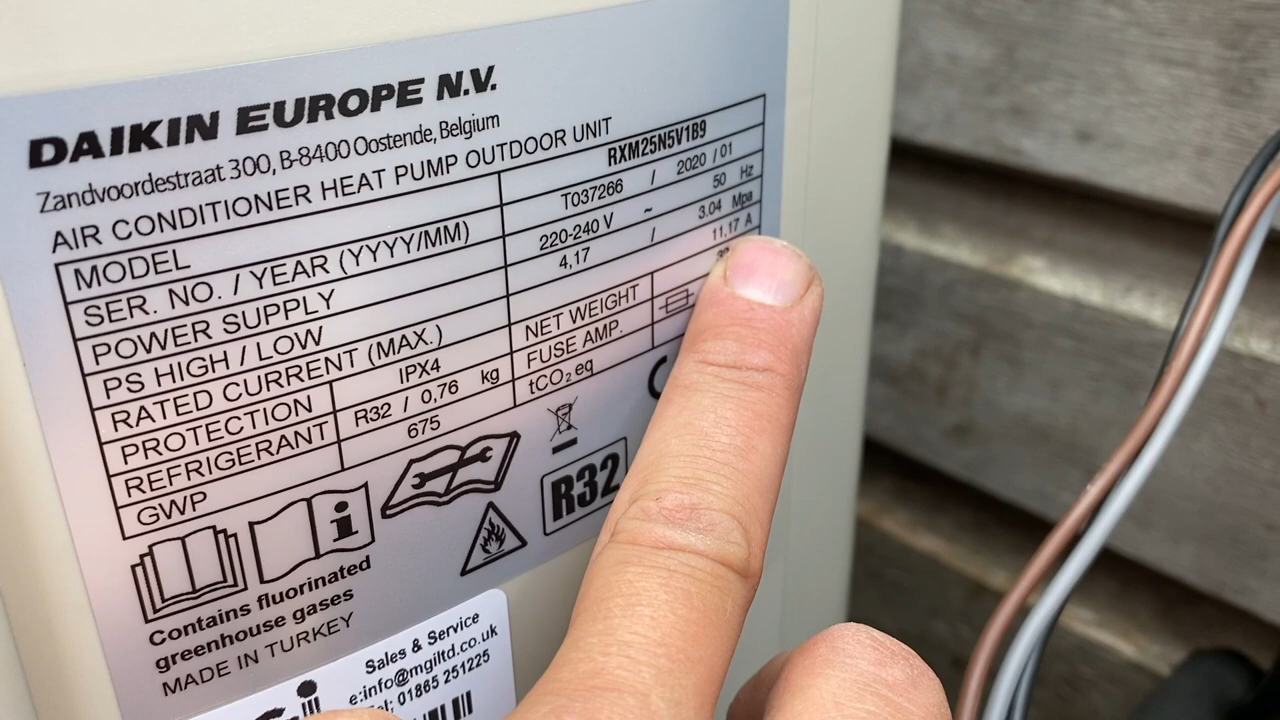 DAIKIN EUROPE N.V.
Zandvoordestraat 300, B-8400 Oostende, Belgium
AIR CONDITIONER HEAT PUMP OUTDOOR UNIT
MODEL RXM25N5V1B9
SER. NO. / YEAR (YYYY/MM) T037266 / 2020 / 01
POWER SUPPLY 220-240 V ~ 50 Hz
PS HIGH / LOW 4,17 / 3.04 Mpa
RATED CURRENT (MAX.) 11,17 A
PROTECTION IPX4 NET WEIGHT
REFRIGERANT R32 / 0,76 kg FUSE AMP.
GWP 675 tCO₂ eq
R32
Contains fluorinated
greenhouse gases
MADE IN TURKEY
Sales & Service
e:info@mgiltd.co.uk
01865 251225